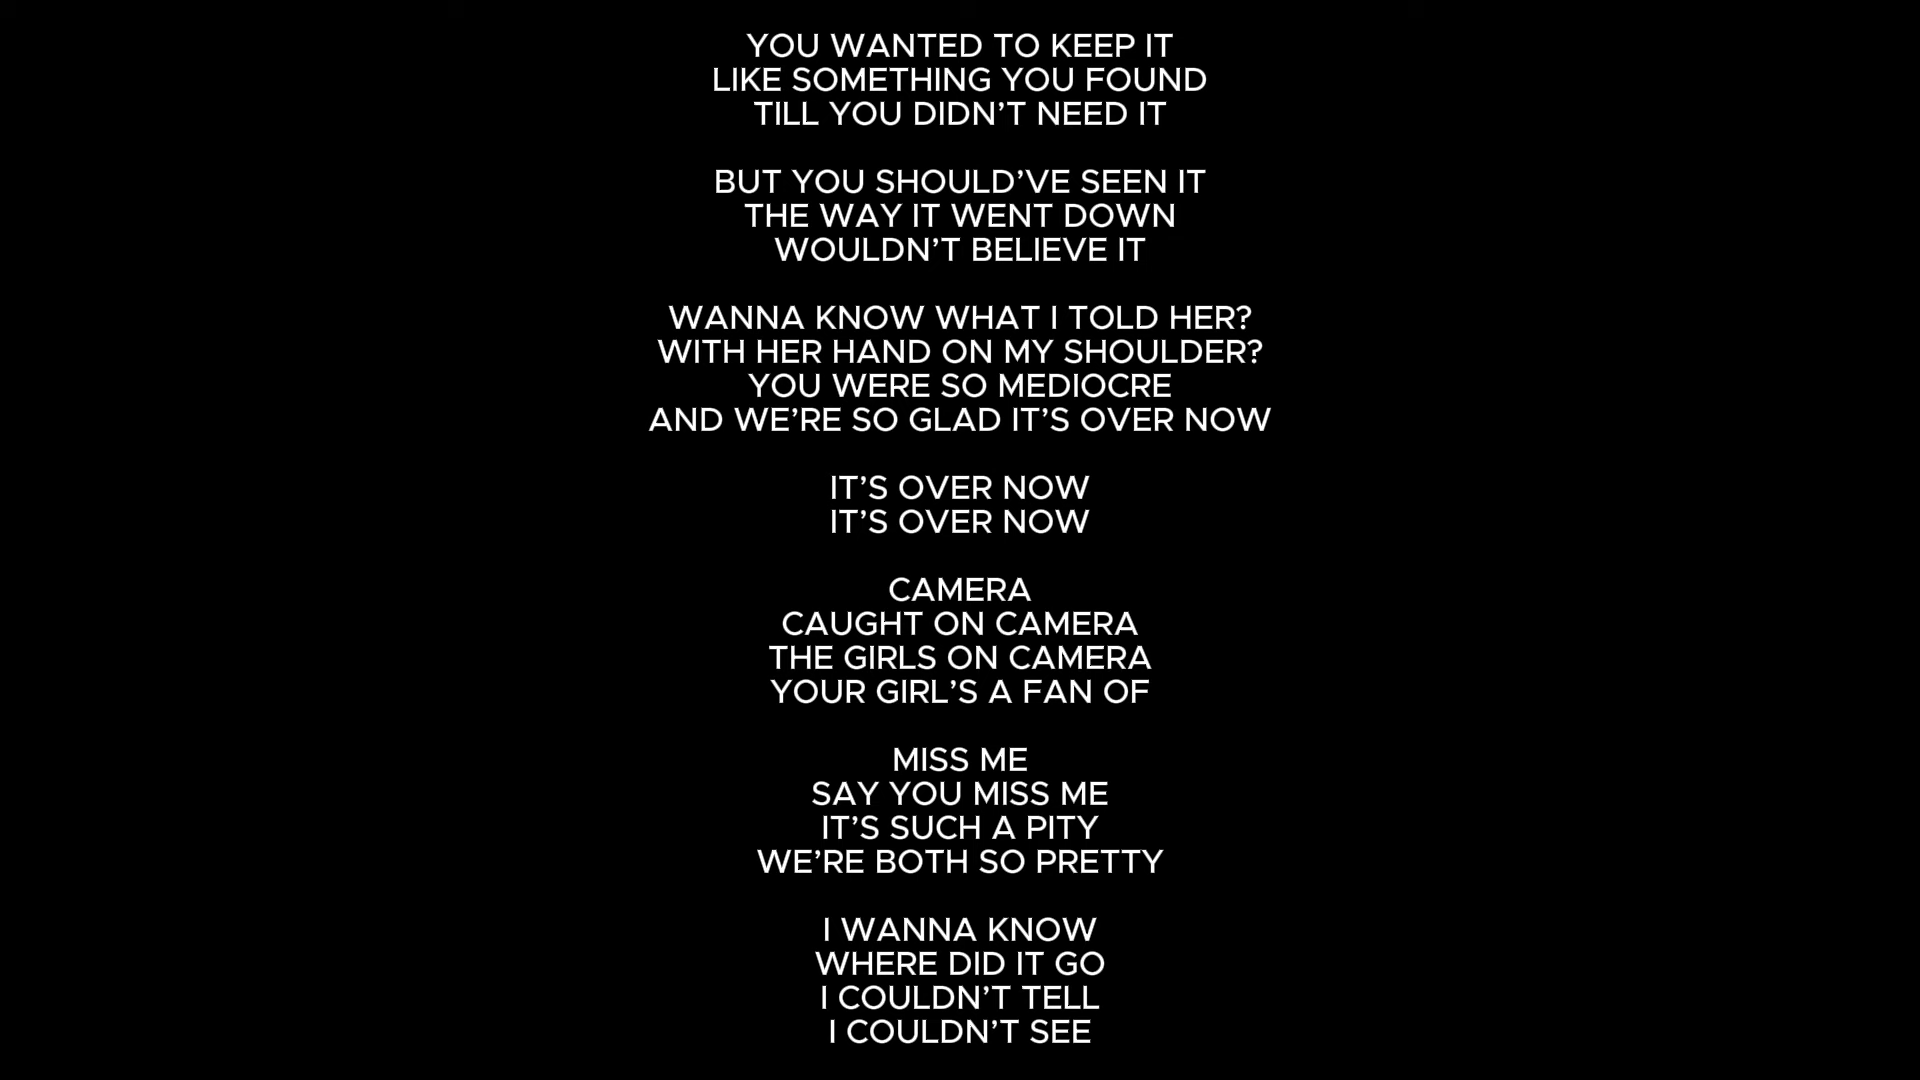 YOU WANTED TO KEEP IT
LIKE SOMETHING YOU FOUND
TILL YOU DIDN’T NEED IT
BUT YOU SHOULD’VE SEEN IT
THE WAY IT WENT DOWN
WOULDN’T BELIEVE IT
WANNA KNOW WHAT I TOLD HER?
WITH HER HAND ON MY SHOULDER?
YOU WERE SO MEDIOCRE
AND WE’RE SO GLAD IT’S OVER NOW
IT’S OVER NOW
IT’S OVER NOW
CAMERA
CAUGHT ON CAMERA
THE GIRLS ON CAMERA
YOUR GIRL’S A FAN OF
MISS ME
SAY YOU MISS ME
IT’S SUCH A PITY
WE’RE BOTH SO PRETTY
I WANNA KNOW
WHERE DID IT GO
I COULDN’T TELL
I COULDN’T SEE